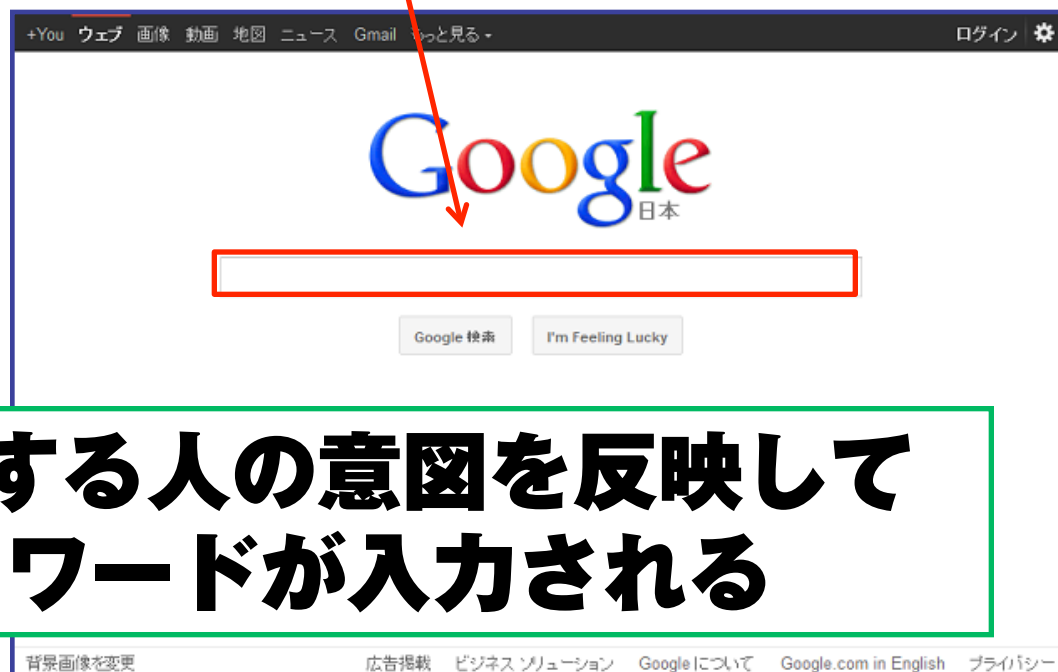 +You ウェブ 画像 動画 地図 ニュース Gmail もっと見る ログイン
Google
日本
Google 検索 I'm Feeling Lucky
する人の意図を反映して
ワードが入力される
背景画像を変更 広告掲載 ビジネス ソリューション Google について Google.com in English プライバシー